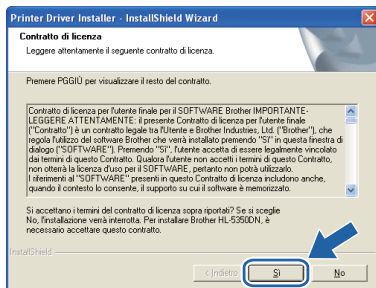 Printer Driver Installer - InstallShield Wizard
Contratto di licenza
Leggere attentamente il seguente contratto di licenza.
Premere PGGIÙ per visualizzare il resto del contratto.
Contratto di licenza per l'utente finale per il SOFTWARE Brother IMPORTANTE-
LEGGERE ATTENTAMENTE: il presente Contratto di licenza per l'utente finale
("Contratto") è un contratto legale tra l'Utente e Brother Industries, Ltd. ("Brother"), che
regola l'utilizzo del software Brother che verrà installato premendo "SI" in questa finestra di
dialogo ("SOFTWARE"). Premendo "SI", l'utente accetta di essere legalmente vincolato
dai termini di questo Contratto. Qualora l'utente non accetti i termini di questo Contratto,
non otterrà la licenza d'uso per il SOFTWARE, pertanto non potrà utilizzarlo.
I riferimenti al "SOFTWARE" presenti in questo Contratto di licenza includono anche,
quando il contesto lo consente, il supporto su cui il software è memorizzato.
Si accettano i termini del contratto di licenza sopra riportati? Se si sceglie
No, l'installazione verrà interrotta. Per installare Brother HL-5350DN, è
necessario accettare questo contratto.
InstallShield
< Indietro
Sì
No